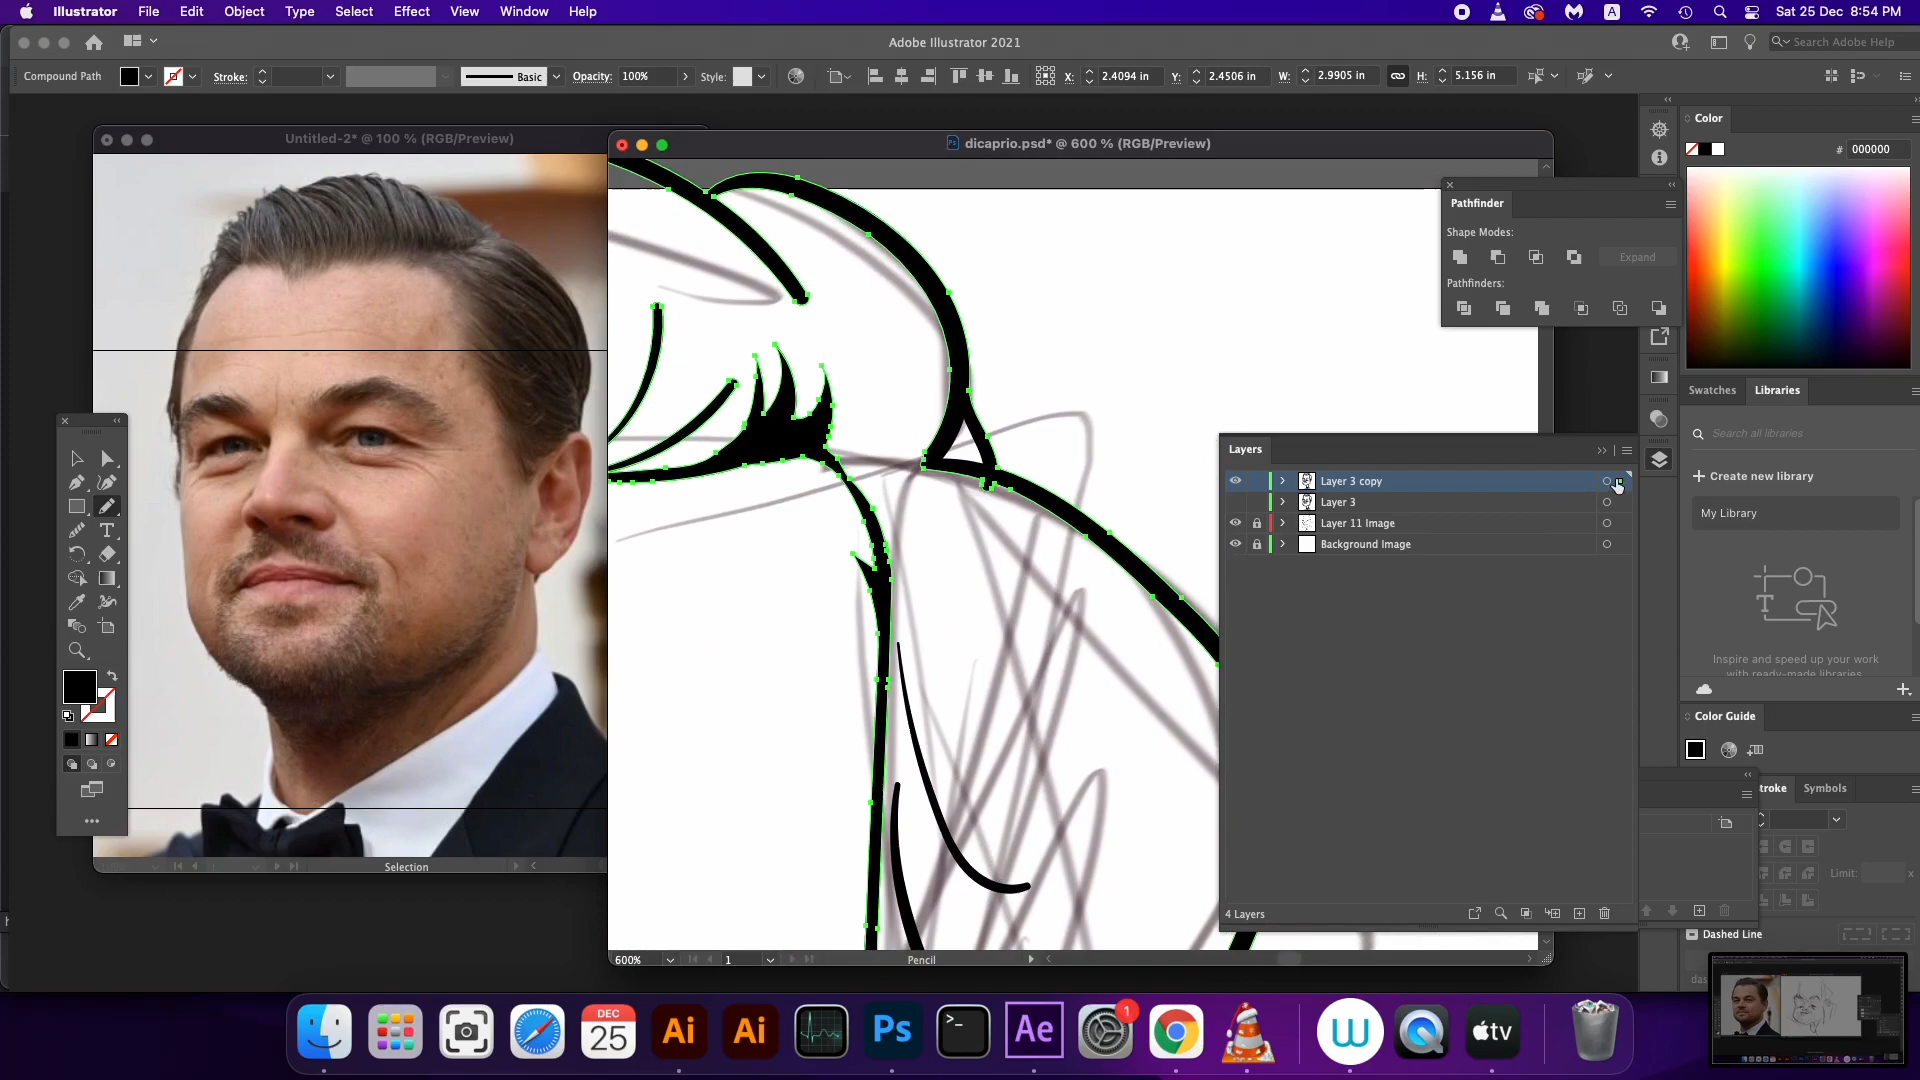 Illustrator File Edit Object Type Select Effect View Window Help
A
Sat 25 Dec 8:54 PM
Adobe Illustrator 2021
Search Adobe Help
Compound Path
Stroke:
Basic
Opacity: 100%
Style:
X: 2.4094 in
Y: 2.4506 in
W: 2.9905 in
H: 5.156 in
Untitled-2* @ 100 % (RGB/Preview)
dicaprio.psd* @ 600 % (RGB/Preview)
Color
# 000000
Pathfinder
Shape Modes:
Expand
Pathfinders:
Swatches Libraries
Search all libraries
Create new library
My Library
T
Inspire and speed up your work
with ready-made libraries.
Layers
Layer 3 copy
Layer 3
Layer 11 Image
Background Image
4 Layers
Color Guide
troke Symbols
Limit: x
Dashed Line
das
Selection
600% 1 Pencil
DEC
25
Ai
Ai
Ps
>_
Ae
1
W
tv